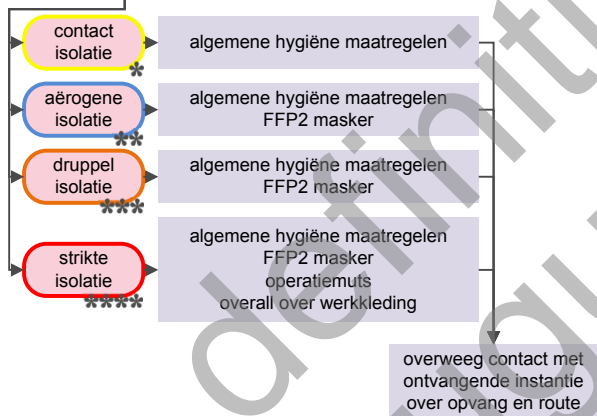 contact
isolatie
*
algemene hygiëne maatregelen
aërogene
isolatie
**
algemene hygiëne maatregelen
FFP2 masker
druppel
isolatie
***
algemene hygiëne maatregelen
FFP2 masker
strikte
isolatie
****
algemene hygiëne maatregelen
FFP2 masker
operatiemuts
overall over werkkleding
overweeg contact met
ontvangende instantie
over opvang en route
definiti